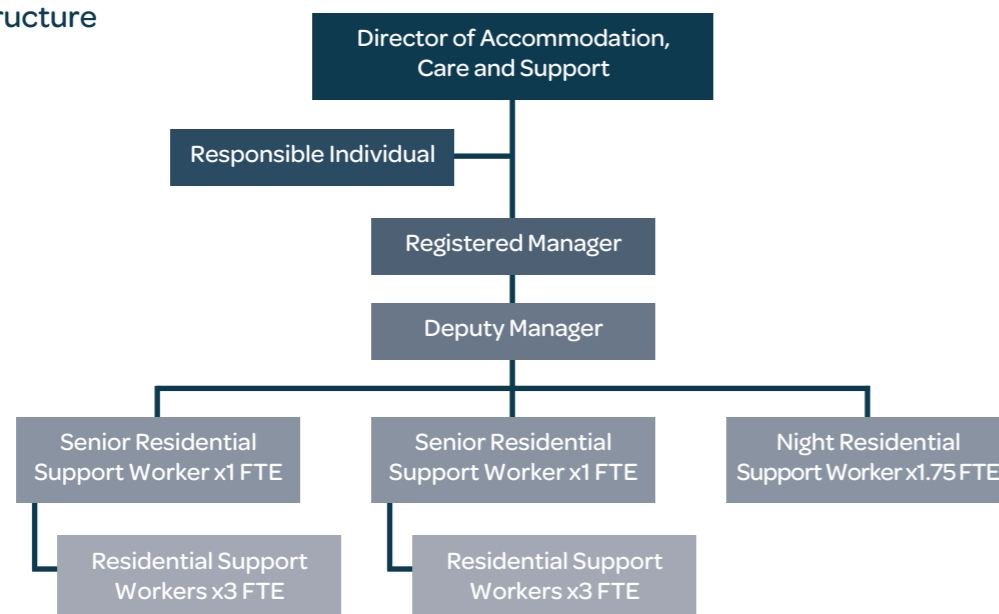 ructure
Director of Accommodation,
Care and Support
Responsible Individual
Registered Manager
Deputy Manager
Senior Residential
Support Worker x1 FTE
Senior Residential
Support Worker x1 FTE
Night Residential
Support Worker x1.75 FTE
Residential Support
Workers x3 FTE
Residential Support
Workers x3 FTE